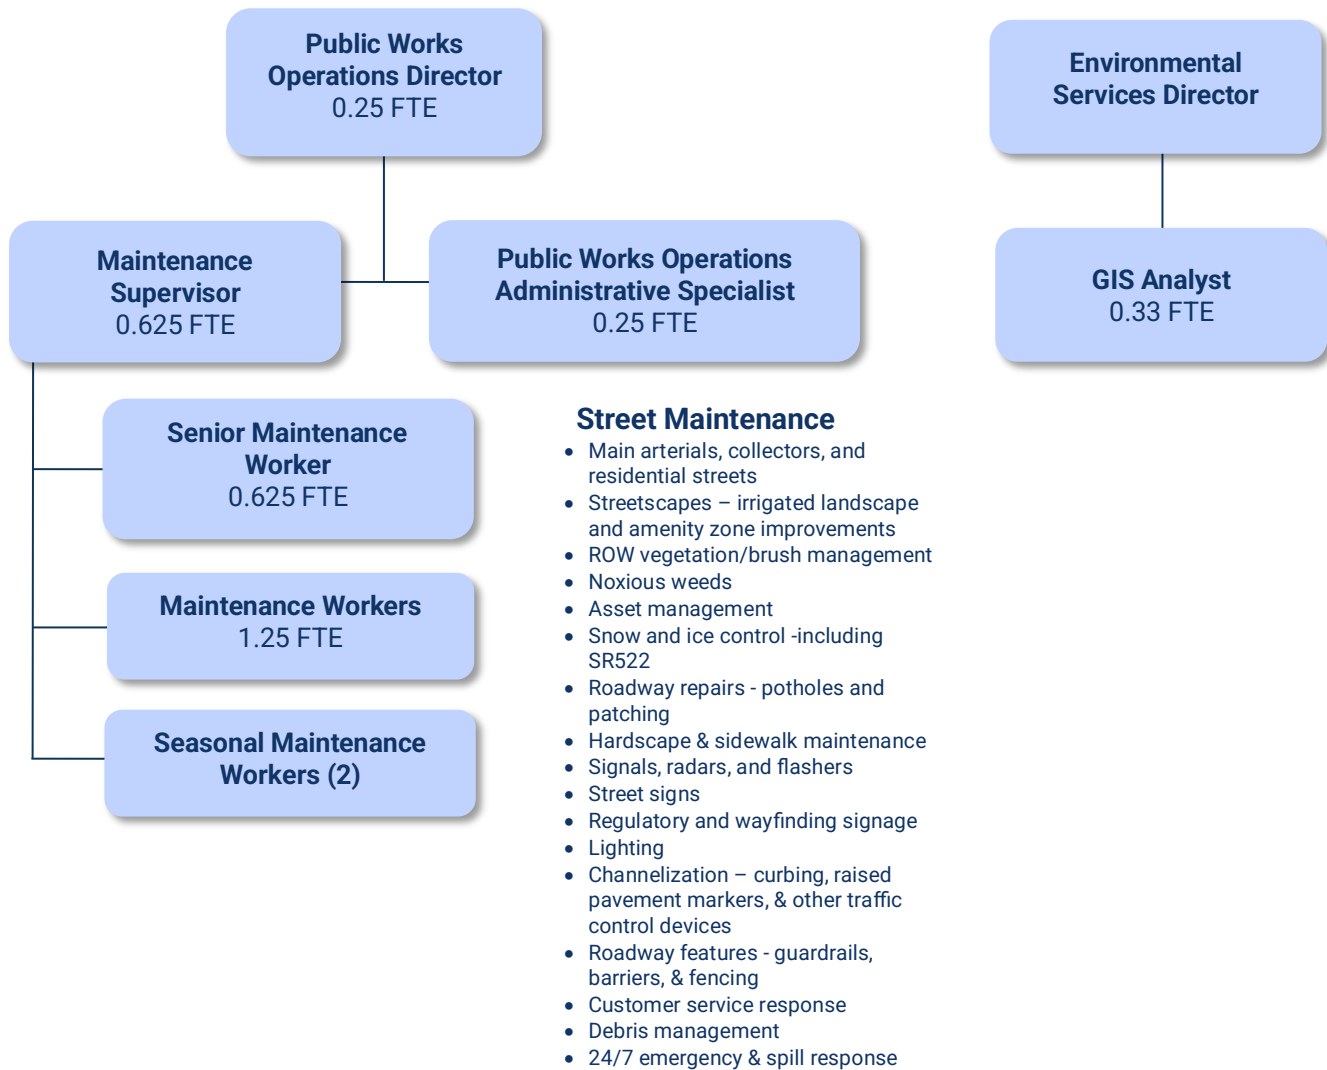 Public Works
Operations Director
0.25 FTE
Environmental
Services Director
Maintenance
Supervisor
0.625 FTE
Public Works Operations
Administrative Specialist
0.25 FTE
GIS Analyst
0.33 FTE
Senior Maintenance
Worker
0.625 FTE
Maintenance Workers
1.25 FTE
Seasonal Maintenance
Workers (2)
Street Maintenance
• Main arterials, collectors, and
residential streets
• Streetscapes – irrigated landscape
and amenity zone improvements
• ROW vegetation/brush management
• Noxious weeds
• Asset management
• Snow and ice control -including
SR522
• Roadway repairs - potholes and
patching
• Hardscape & sidewalk maintenance
• Signals, radars, and flashers
• Street signs
• Regulatory and wayfinding signage
• Lighting
• Channelization – curbing, raised
pavement markers, & other traffic
control devices
• Roadway features - guardrails,
barriers, & fencing
• Customer service response
• Debris management
• 24/7 emergency & spill response